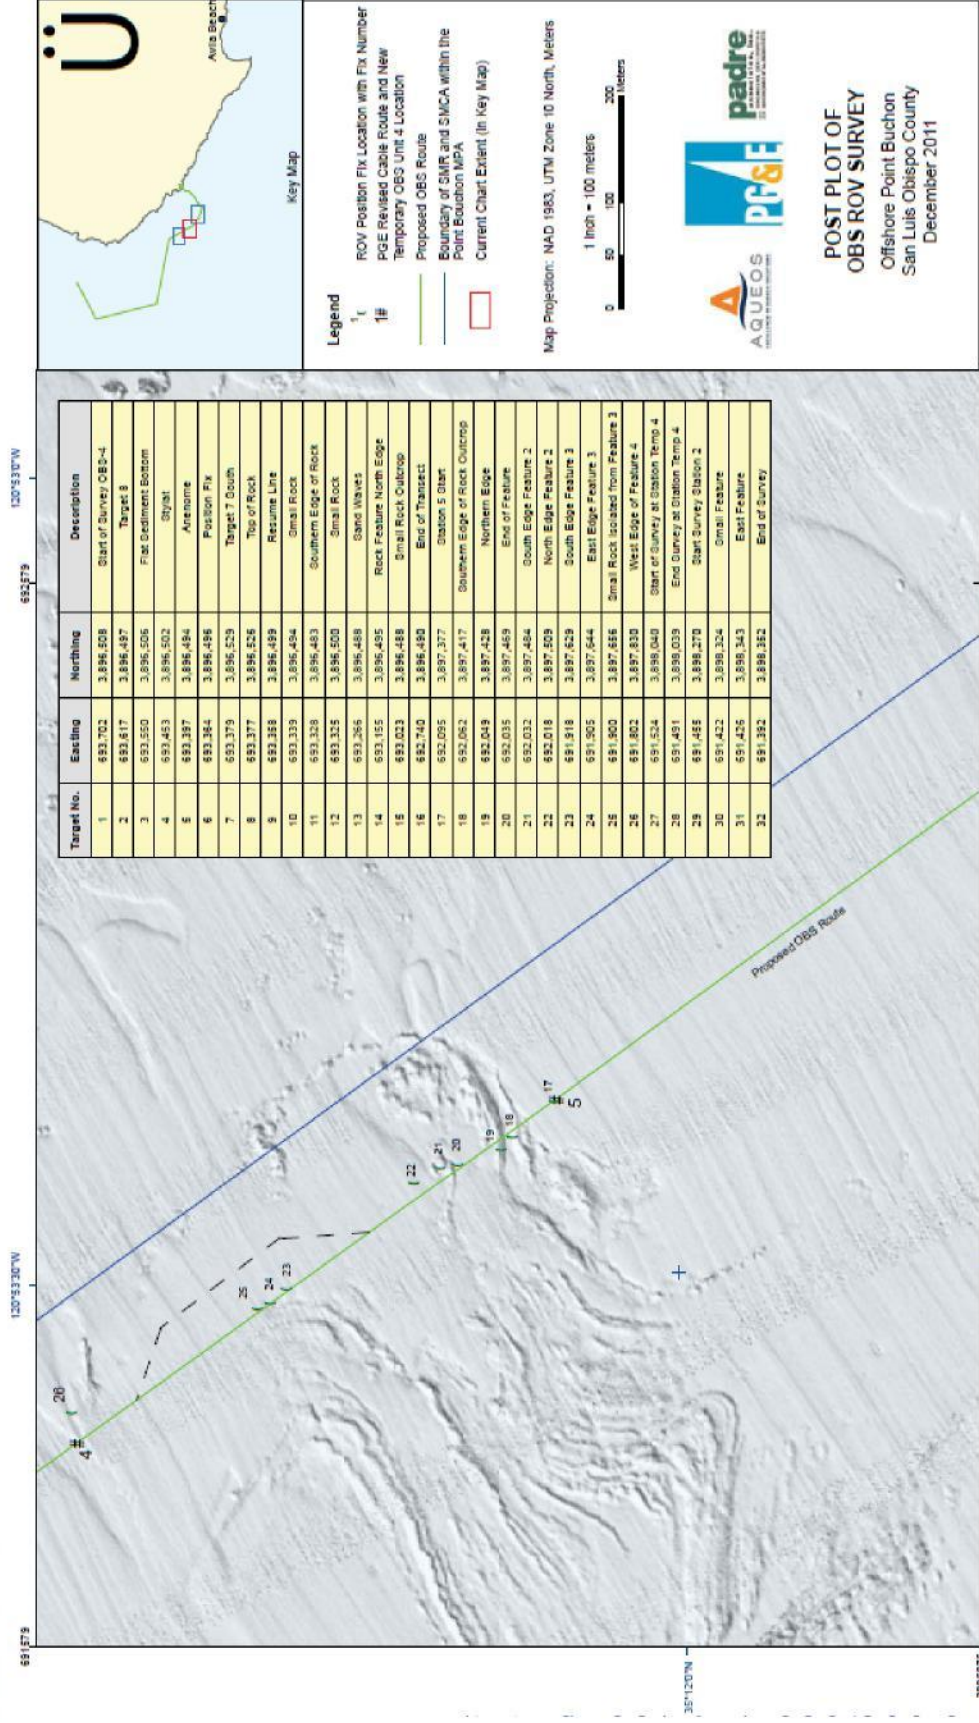 120°53'30"W
120°53'0"W
691579
692579
35°12'0"N
Target No. Easting Northing Description
1 693,702 3,896,508 Start of Survey OBS-4
2 693,617 3,896,497 Target 8
3 693,550 3,896,506 Flat Sediment Bottom
4 693,453 3,896,502 Stylat
5 693,397 3,896,494 Anenome
6 693,364 3,896,496 Position Fix
7 693,379 3,896,529 Target 7 South
8 693,377 3,896,526 Top of Rock
9 693,358 3,896,499 Resume Line
10 693,339 3,896,494 Small Rock
11 693,328 3,896,483 Southern Edge of Rock
12 693,325 3,896,500 Small Rock
13 693,266 3,896,488 Sand Waves
14 693,155 3,896,495 Rock Feature North Edge
15 693,023 3,896,488 Small Rock Outcrop
16 692,740 3,896,490 End of Transect
17 692,095 3,897,377 Station 5 Start
18 692,062 3,897,417 Southern Edge of Rock Outcrop
19 692,049 3,897,428 Northern Edge
20 692,035 3,897,469 End of Feature
21 692,032 3,897,484 South Edge Feature 2
22 692,018 3,897,509 North Edge Feature 2
23 691,918 3,897,629 South Edge Feature 3
24 691,905 3,897,644 East Edge Feature 3
25 691,900 3,897,656 Small Rock Isolated from Feature 3
26 691,802 3,897,830 West Edge of Feature 4
27 691,524 3,898,040 Start of Survey at Station Temp 4
28 691,491 3,898,039 End Survey at Station Temp 4
29 691,455 3,898,270 Start Survey Station 2
30 691,422 3,898,324 Small Feature
31 691,426 3,898,343 East Feature
32 691,392 3,898,352 End of Survey
26
4 #
25
24
23
22
21
20
19
18
# 17
5
Proposed OBS Route
Ü
Avila Beach
Key Map
Legend
1 ROV Position Fix Location with Fix Number
1# PGE Revised Cable Route and New
Temporary OBS Unit 4 Location
Proposed OBS Route
Boundary of SMR and SMCA within the
Point Bouchon MPA
Current Chart Extent (In Key Map)
Map Projection: NAD 1983, UTM Zone 10 North, Meters
1 Inch = 100 meters
0 50 100 200
Meters
AQUEOS
PG&E
padre
POST PLOT OF
OBS ROV SURVEY
Offshore Point Buchon
San Luis Obispo County
December 2011